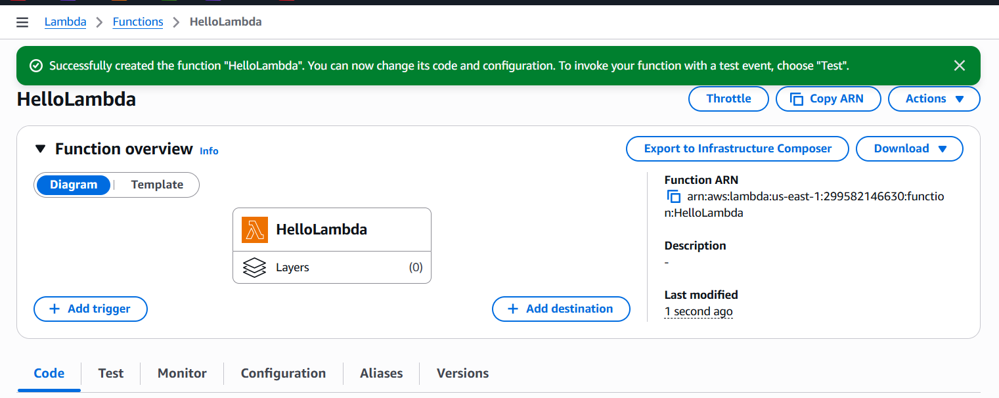 Lambda
Functions
HelloLambda
Successfully created the function "HelloLambda". You can now change its code and configuration. To invoke your function with a test event, choose "Test".
HelloLambda
Throttle
Copy ARN
Actions
Function overview Info
Export to Infrastructure Composer
Download
Diagram
Template
HelloLambda
Layers
(0)
Add trigger
Add destination
Function ARN
arn:aws:lambda:us-east-1:299582146630:functio
n:HelloLambda
Description
-
Last modified
1 second ago
Code
Test
Monitor
Configuration
Aliases
Versions